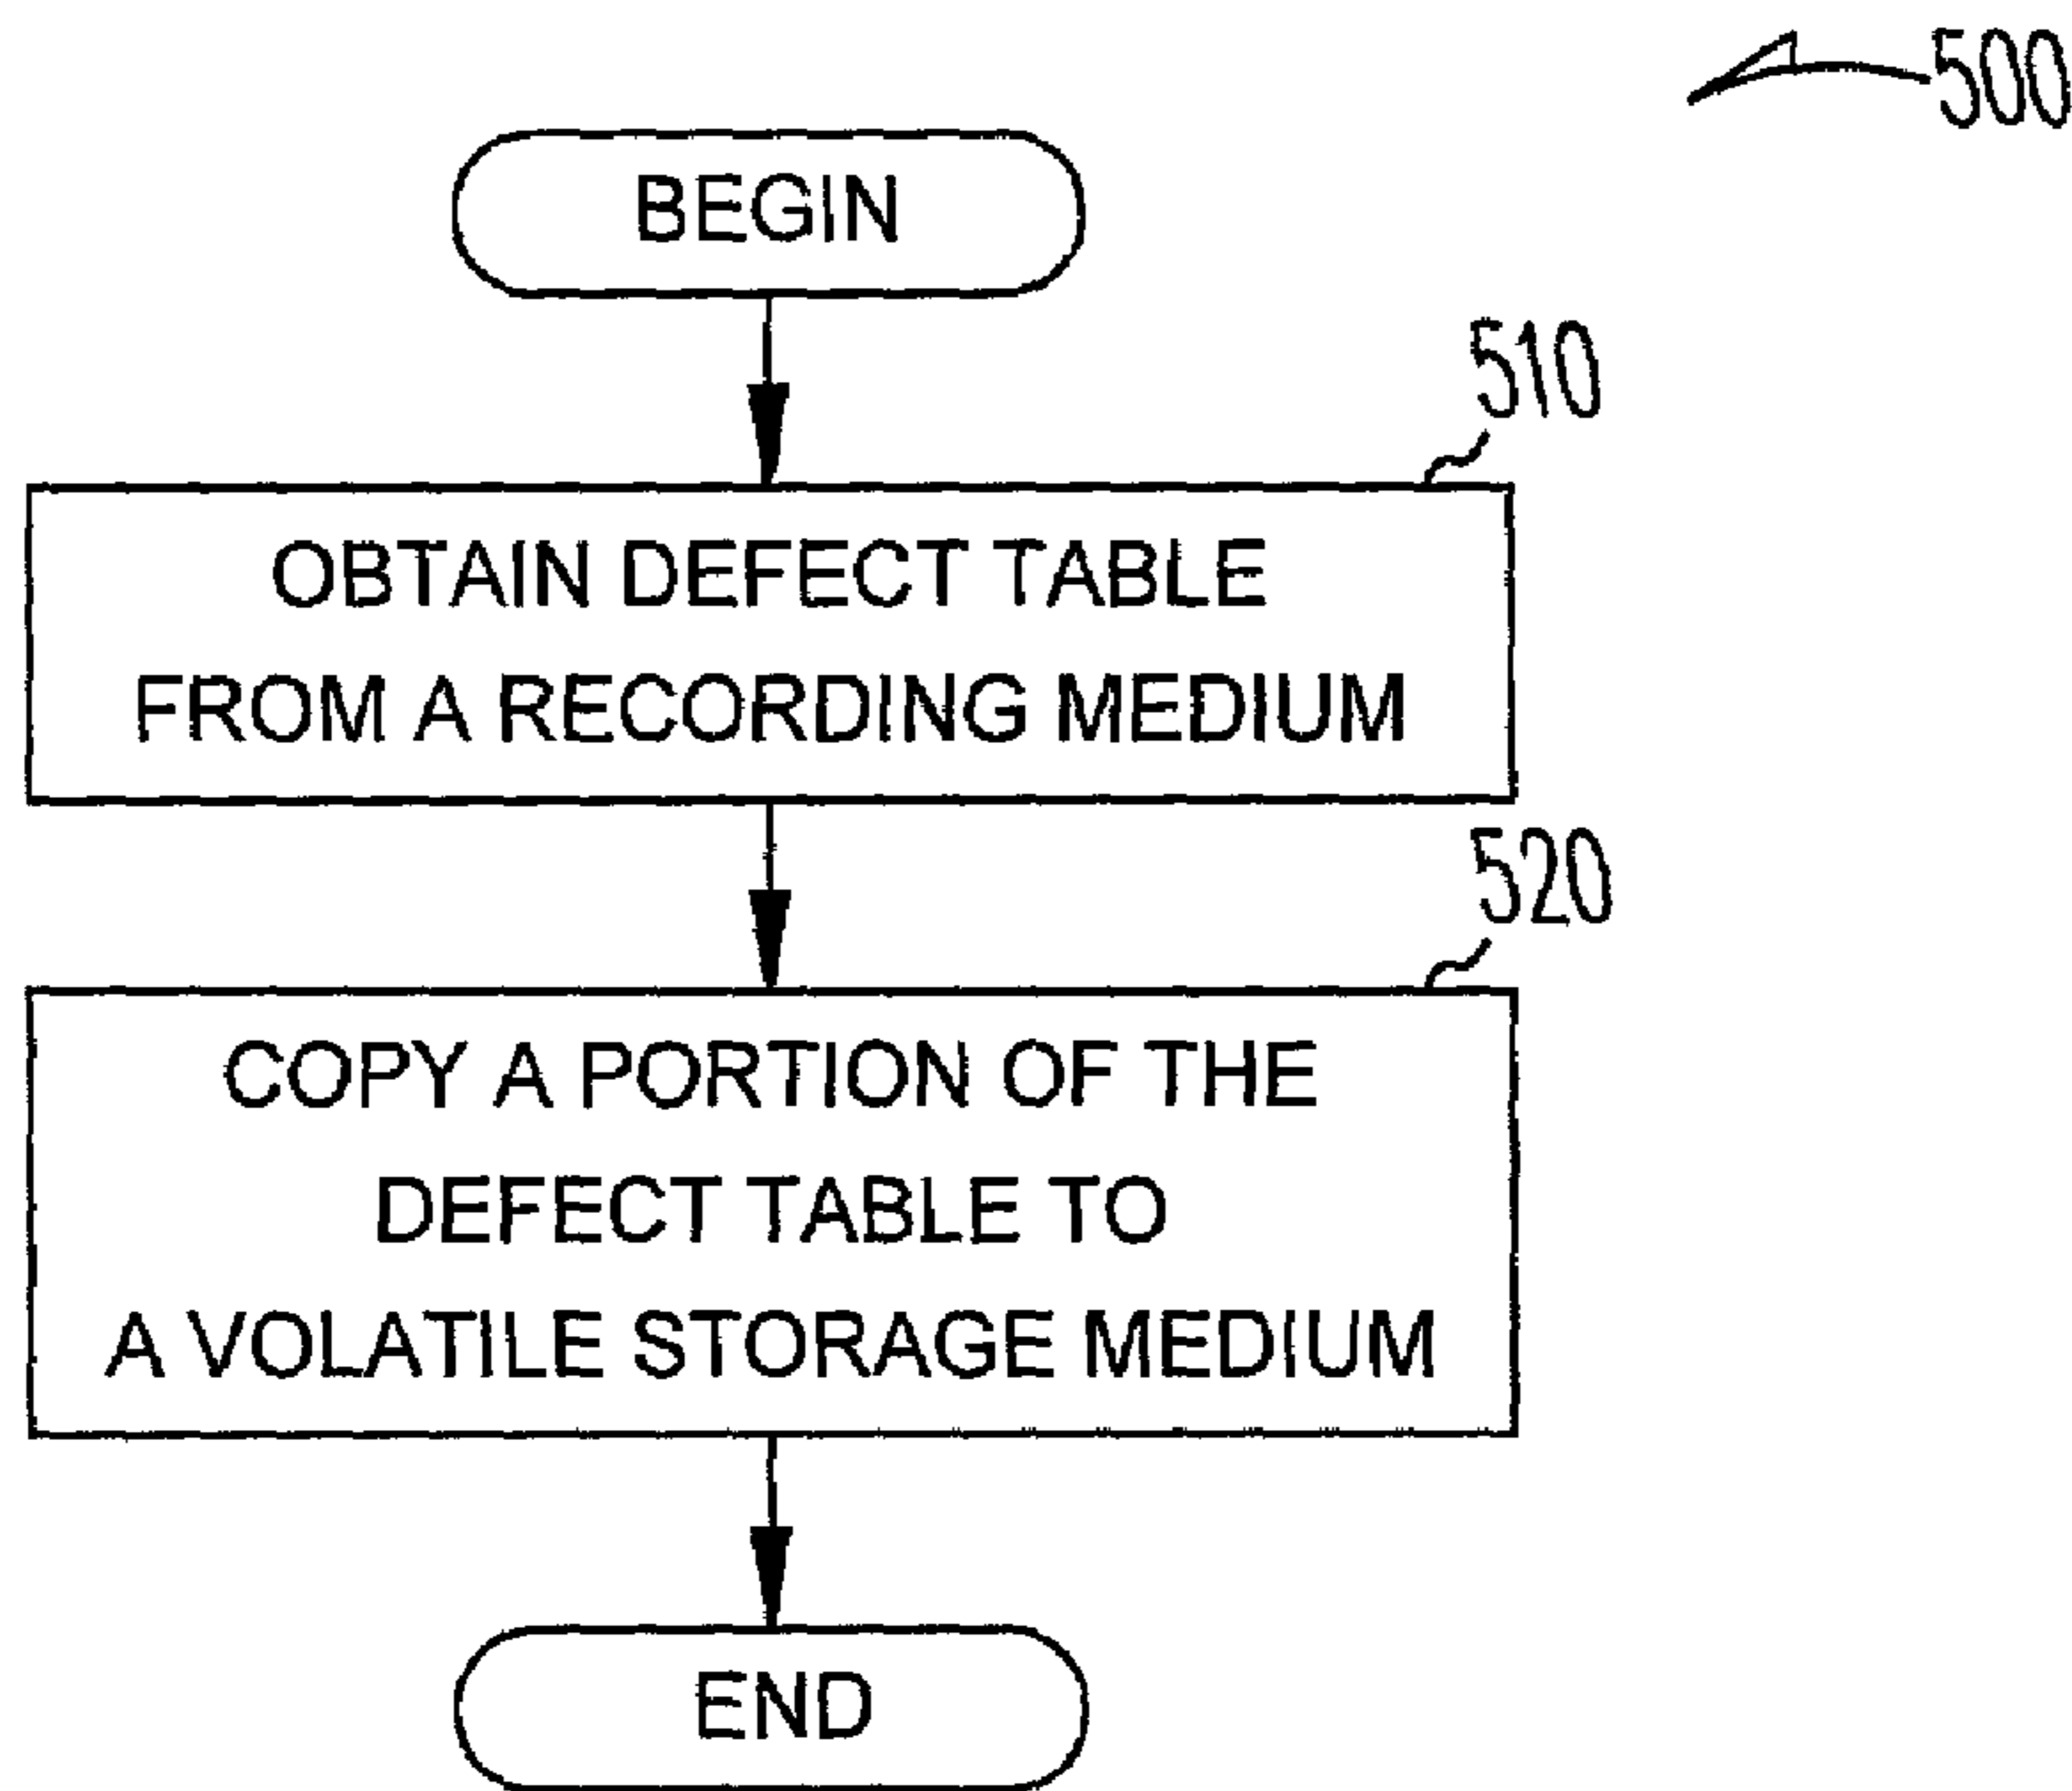 500
BEGIN
510
OBTAIN DEFECT TABLE
FROM A RECORDING MEDIUM
520
COPY A PORTION OF THE
DEFECT TABLE TO
A VOLATILE STORAGE MEDIUM
END